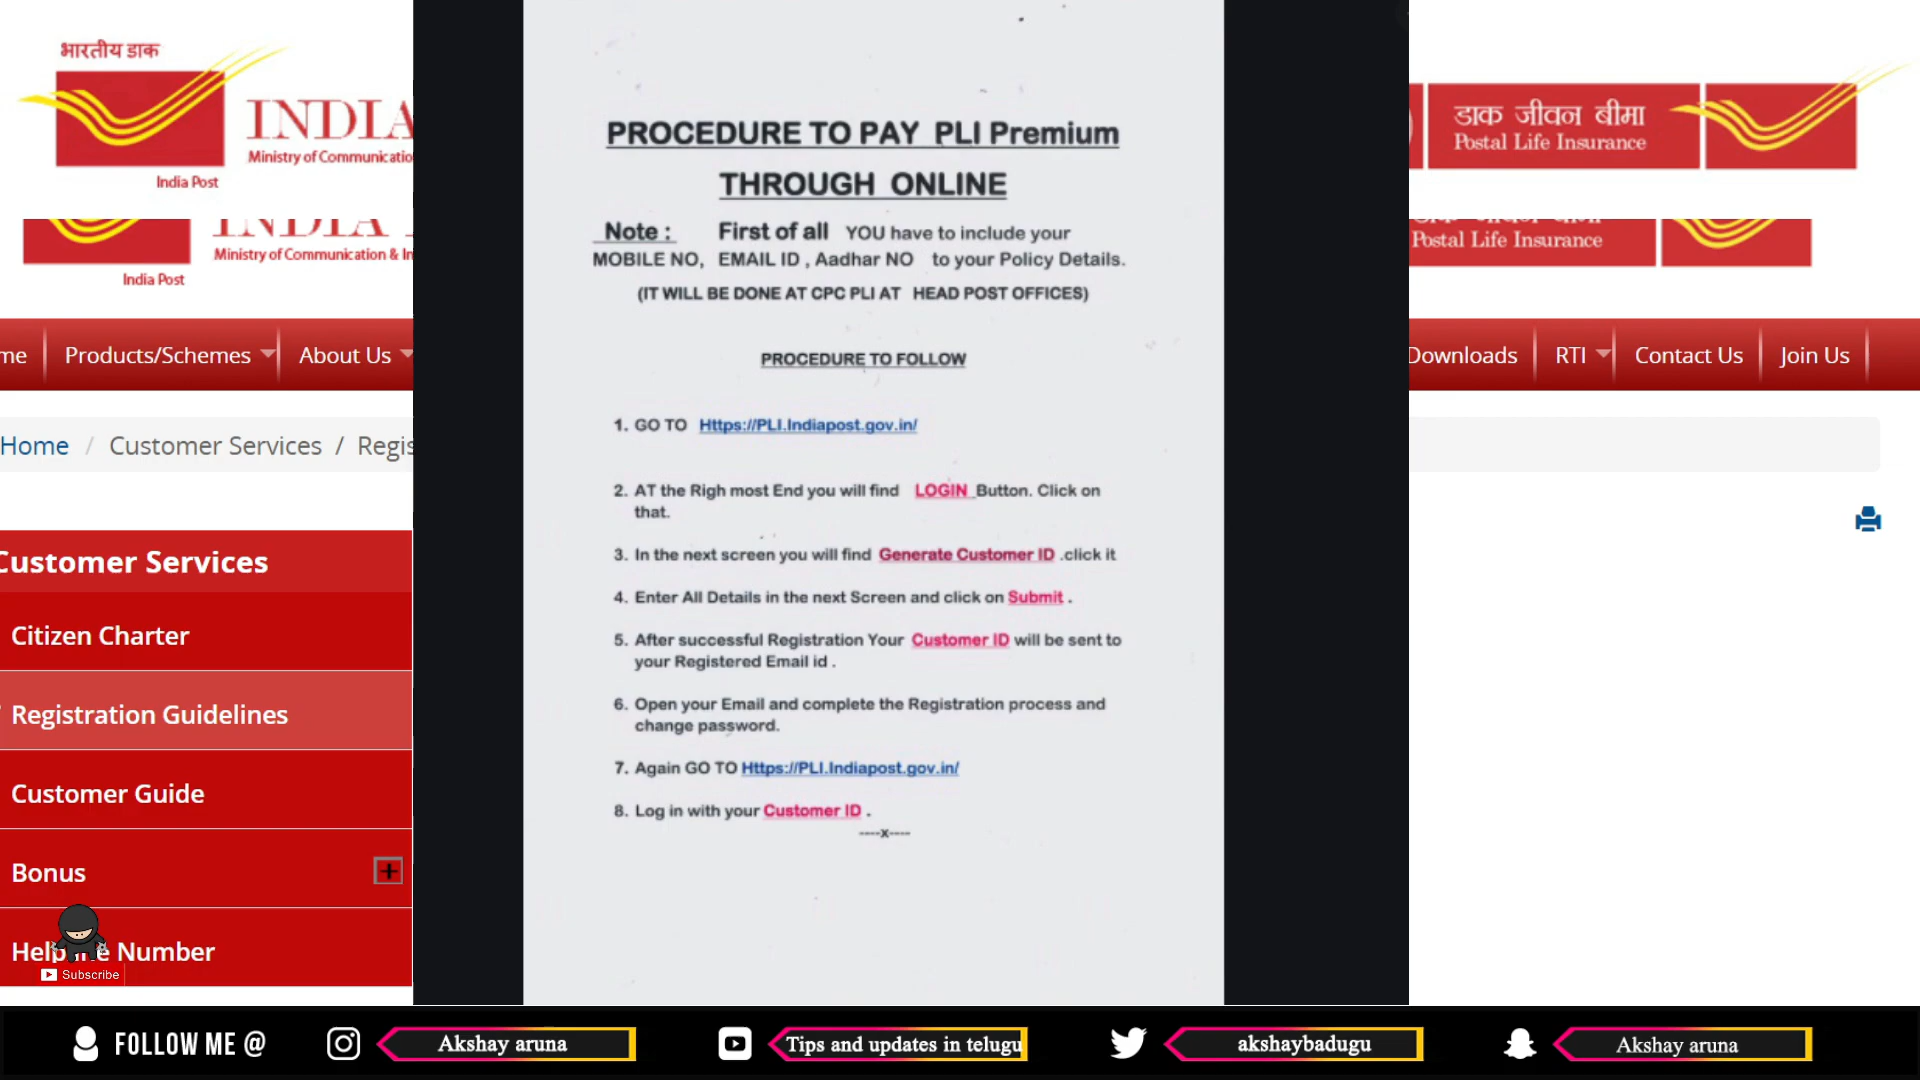 भारतीय डाक
INDIA
Ministry of Communicatio
India Post
Ministry of Communication & In
India Post
डाक जीवन बीमा
Postal Life Insurance
Postal Life Insurance
me
Products/Schemes
About Us
Downloads
RTI
Contact Us
Join Us
Home / Customer Services / Regis
Customer Services
Citizen Charter
Registration Guidelines
Customer Guide
Bonus
Number
Subscribe
PROCEDURE TO PAY PLI Premium
THROUGH ONLINE
Note : First of all YOU have to include your
MOBILE NO, EMAIL ID , Aadhar NO to your Policy Details.
(IT WILL BE DONE AT CPC PLI AT HEAD POST OFFICES)
PROCEDURE TO FOLLOW
1. GO TO Https://PLI.Indiapost.gov.in/
2. AT the Righ most End you will find LOGIN Button. Click on
that.
3. In the next screen you will find Generate Customer ID .click it
4. Enter All Details in the next Screen and click on Submit .
5. After successful Registration Your Customer ID will be sent to
your Registered Email id .
6. Open your Email and complete the Registration process and
change password.
7. Again GO TO Https://PLI.Indiapost.gov.in/
8. Log in with your Customer ID .
----x----
FOLLOW ME @
Akshay aruna
Tips and updates in telugu
akshaybadugu
Akshay aruna